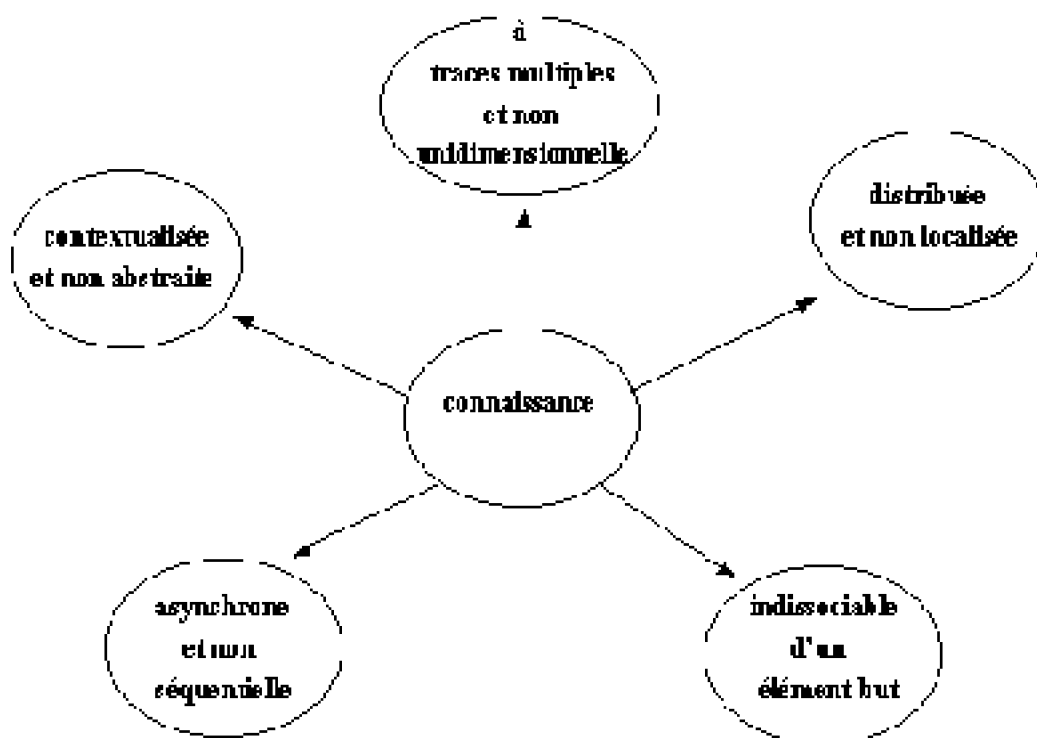 à
traces multiples
et non
unidimensionnelle
distribuée
et non localisée
contextualisée
et non abstraite
connaissance
asynchrone
et non
séquentielle
indissociable
d'un
élément but